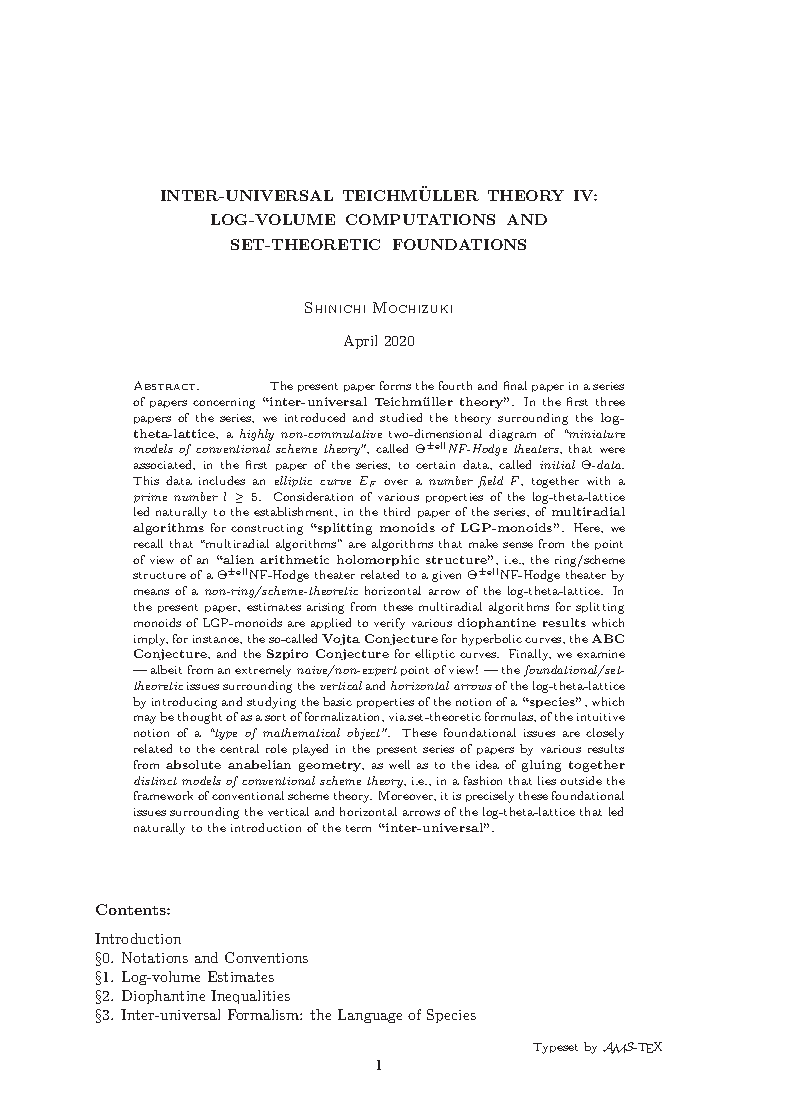 INTER-UNIVERSAL TEICHMÜLLER THEORY IV:
LOG-VOLUME COMPUTATIONS AND
SET-THEORETIC FOUNDATIONS
Shinichi Mochizuki
April 2020
Abstract. The present paper forms the fourth and final paper in a series
of papers concerning “inter-universal Teichmüller theory”. In the first three
papers of the series, we introduced and studied the theory surrounding the log-
theta-lattice, a highly non-commutative two-dimensional diagram of “miniature
models of conventional scheme theory”, called Θ±ellNF-Hodge theaters, that were
associated, in the first paper of the series, to certain data, called initial Θ-data.
This data includes an elliptic curve E_F over a number field F, together with a
prime number l ≥ 5. Consideration of various properties of the log-theta-lattice
led naturally to the establishment, in the third paper of the series, of multiradial
algorithms for constructing “splitting monoids of LGP-monoids”. Here, we
recall that “multiradial algorithms” are algorithms that make sense from the point
of view of an “alien arithmetic holomorphic structure”, i.e., the ring/scheme
structure of a Θ±ellNF-Hodge theater related to a given Θ±ellNF-Hodge theater by
means of a non-ring/scheme-theoretic horizontal arrow of the log-theta-lattice. In
the present paper, estimates arising from these multiradial algorithms for splitting
monoids of LGP-monoids are applied to verify various diophantine results which
imply, for instance, the so-called Vojta Conjecture for hyperbolic curves, the ABC
Conjecture, and the Szpiro Conjecture for elliptic curves. Finally, we examine
— albeit from an extremely naive/non-expert point of view! — the foundational/set-
theoretic issues surrounding the vertical and horizontal arrows of the log-theta-lattice
by introducing and studying the basic properties of the notion of a “species”, which
may be thought of as a sort of formalization, via set-theoretic formulas, of the intuitive
notion of a “type of mathematical object”. These foundational issues are closely
related to the central role played in the present series of papers by various results
from absolute anabelian geometry, as well as to the idea of gluing together
distinct models of conventional scheme theory, i.e., in a fashion that lies outside the
framework of conventional scheme theory. Moreover, it is precisely these foundational
issues surrounding the vertical and horizontal arrows of the log-theta-lattice that led
naturally to the introduction of the term “inter-universal”.
Contents:
Introduction
§0. Notations and Conventions
§1. Log-volume Estimates
§2. Diophantine Inequalities
§3. Inter-universal Formalism: the Language of Species
Typeset by AMS-TEX
1